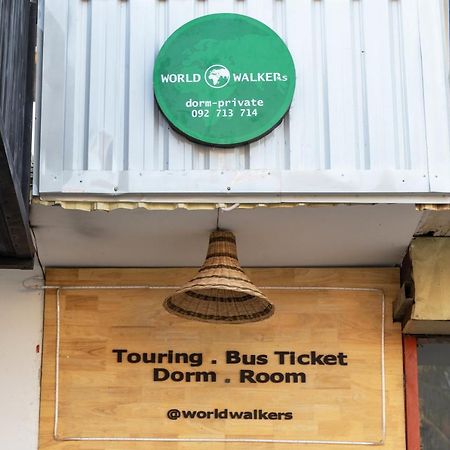 WORLD WALKERs
dorm-private
092 713 714
Touring . Bus Ticket
Dorm . Room
@worldwalkers